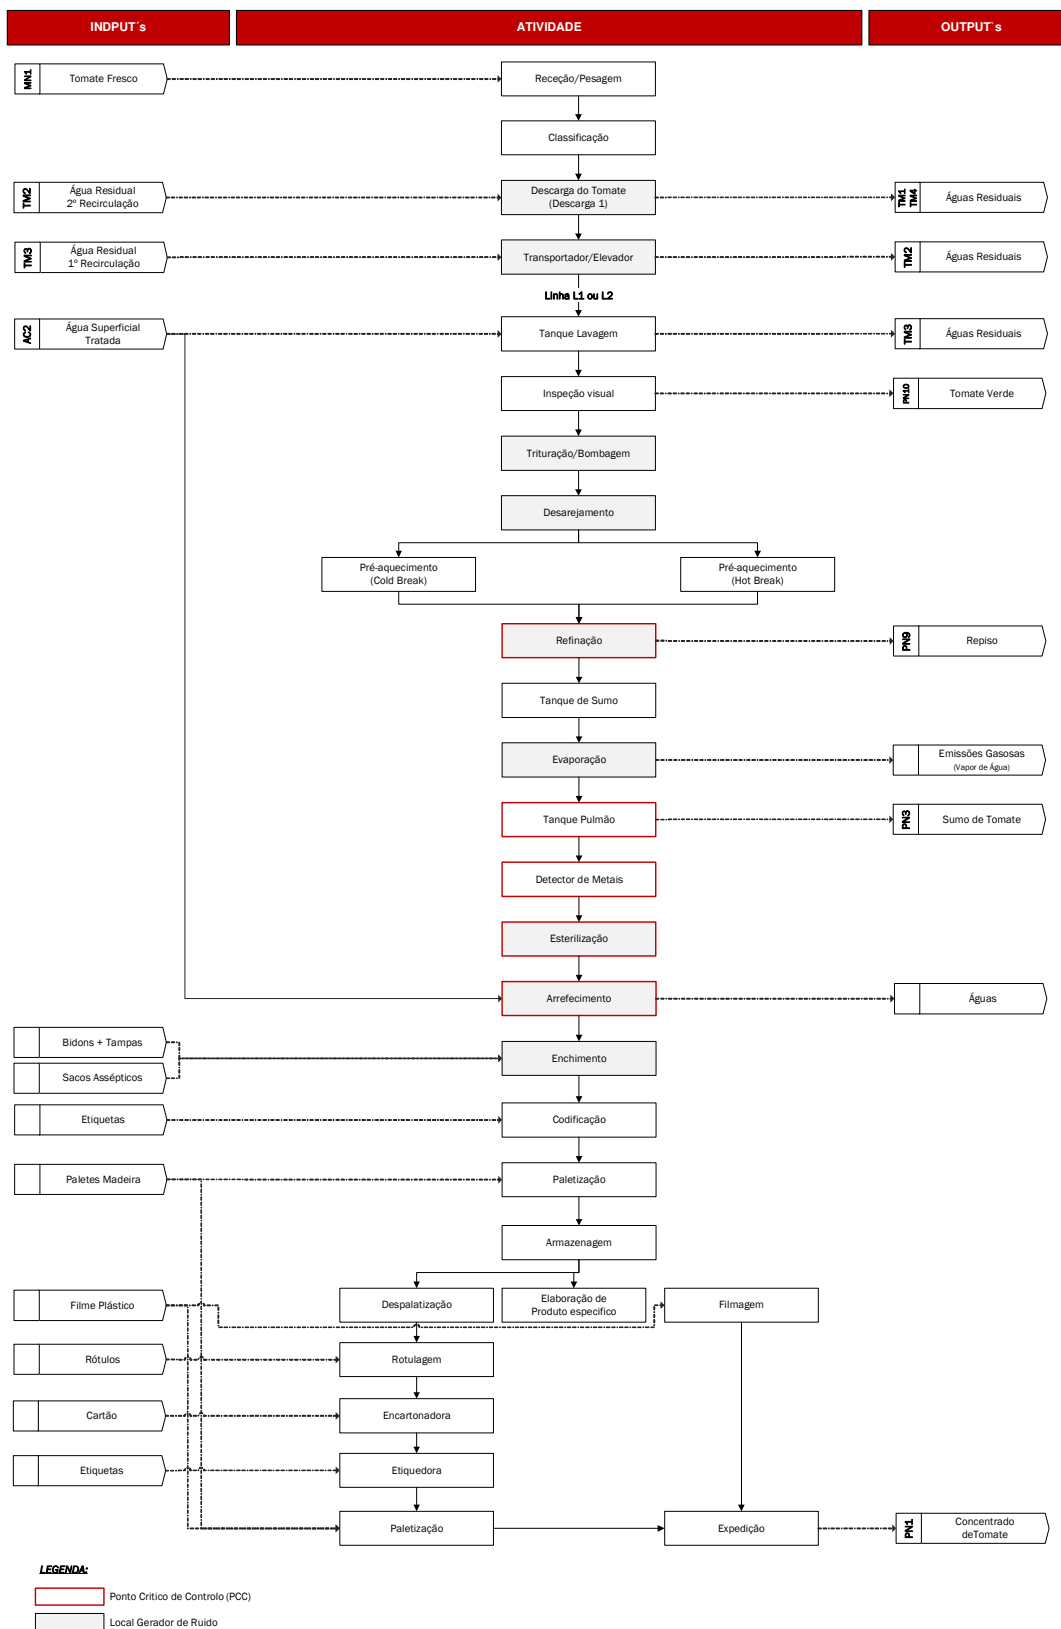 INDPUT´s
ATIVIDADE
OUTPUT`s
MN1
Tomate Fresco
Receção/Pesagem
Classificação
TM2
Água Residual
2º Recirculação
Descarga do Tomate
(Descarga 1)
TM1
TM4
Águas Residuais
TM3
Água Residual
1º Recirculação
Transportador/Elevador
TM2
Águas Residuais
Linha L1 ou L2
AC2
Água Superficial
Tratada
Tanque Lavagem
TM3
Águas Residuais
Inspeção visual
PN10
Tomate Verde
Trituração/Bombagem
Desarejamento
Pré-aquecimento
(Cold Break)
Pré-aquecimento
(Hot Break)
Refinação
PN9
Repiso
Tanque de Sumo
Evaporação
Emissões Gasosas
(Vapor de Água)
Tanque Pulmão
PN3
Sumo de Tomate
Detector de Metais
Esterilização
Arrefecimento
Águas
Bidons + Tampas
Enchimento
Sacos Assépticos
Etiquetas
Codificação
Paletes Madeira
Paletização
Armazenagem
Filme Plástico
Despalatização
Elaboração de
Produto especifico
Filmagem
Rótulos
Rotulagem
Cartão
Encartonadora
Etiquetas
Etiquedora
Paletização
Expedição
PN1
Concentrado
deTomate
LEGENDA:
Ponto Critico de Controlo (PCC)
Local Gerador de Ruido